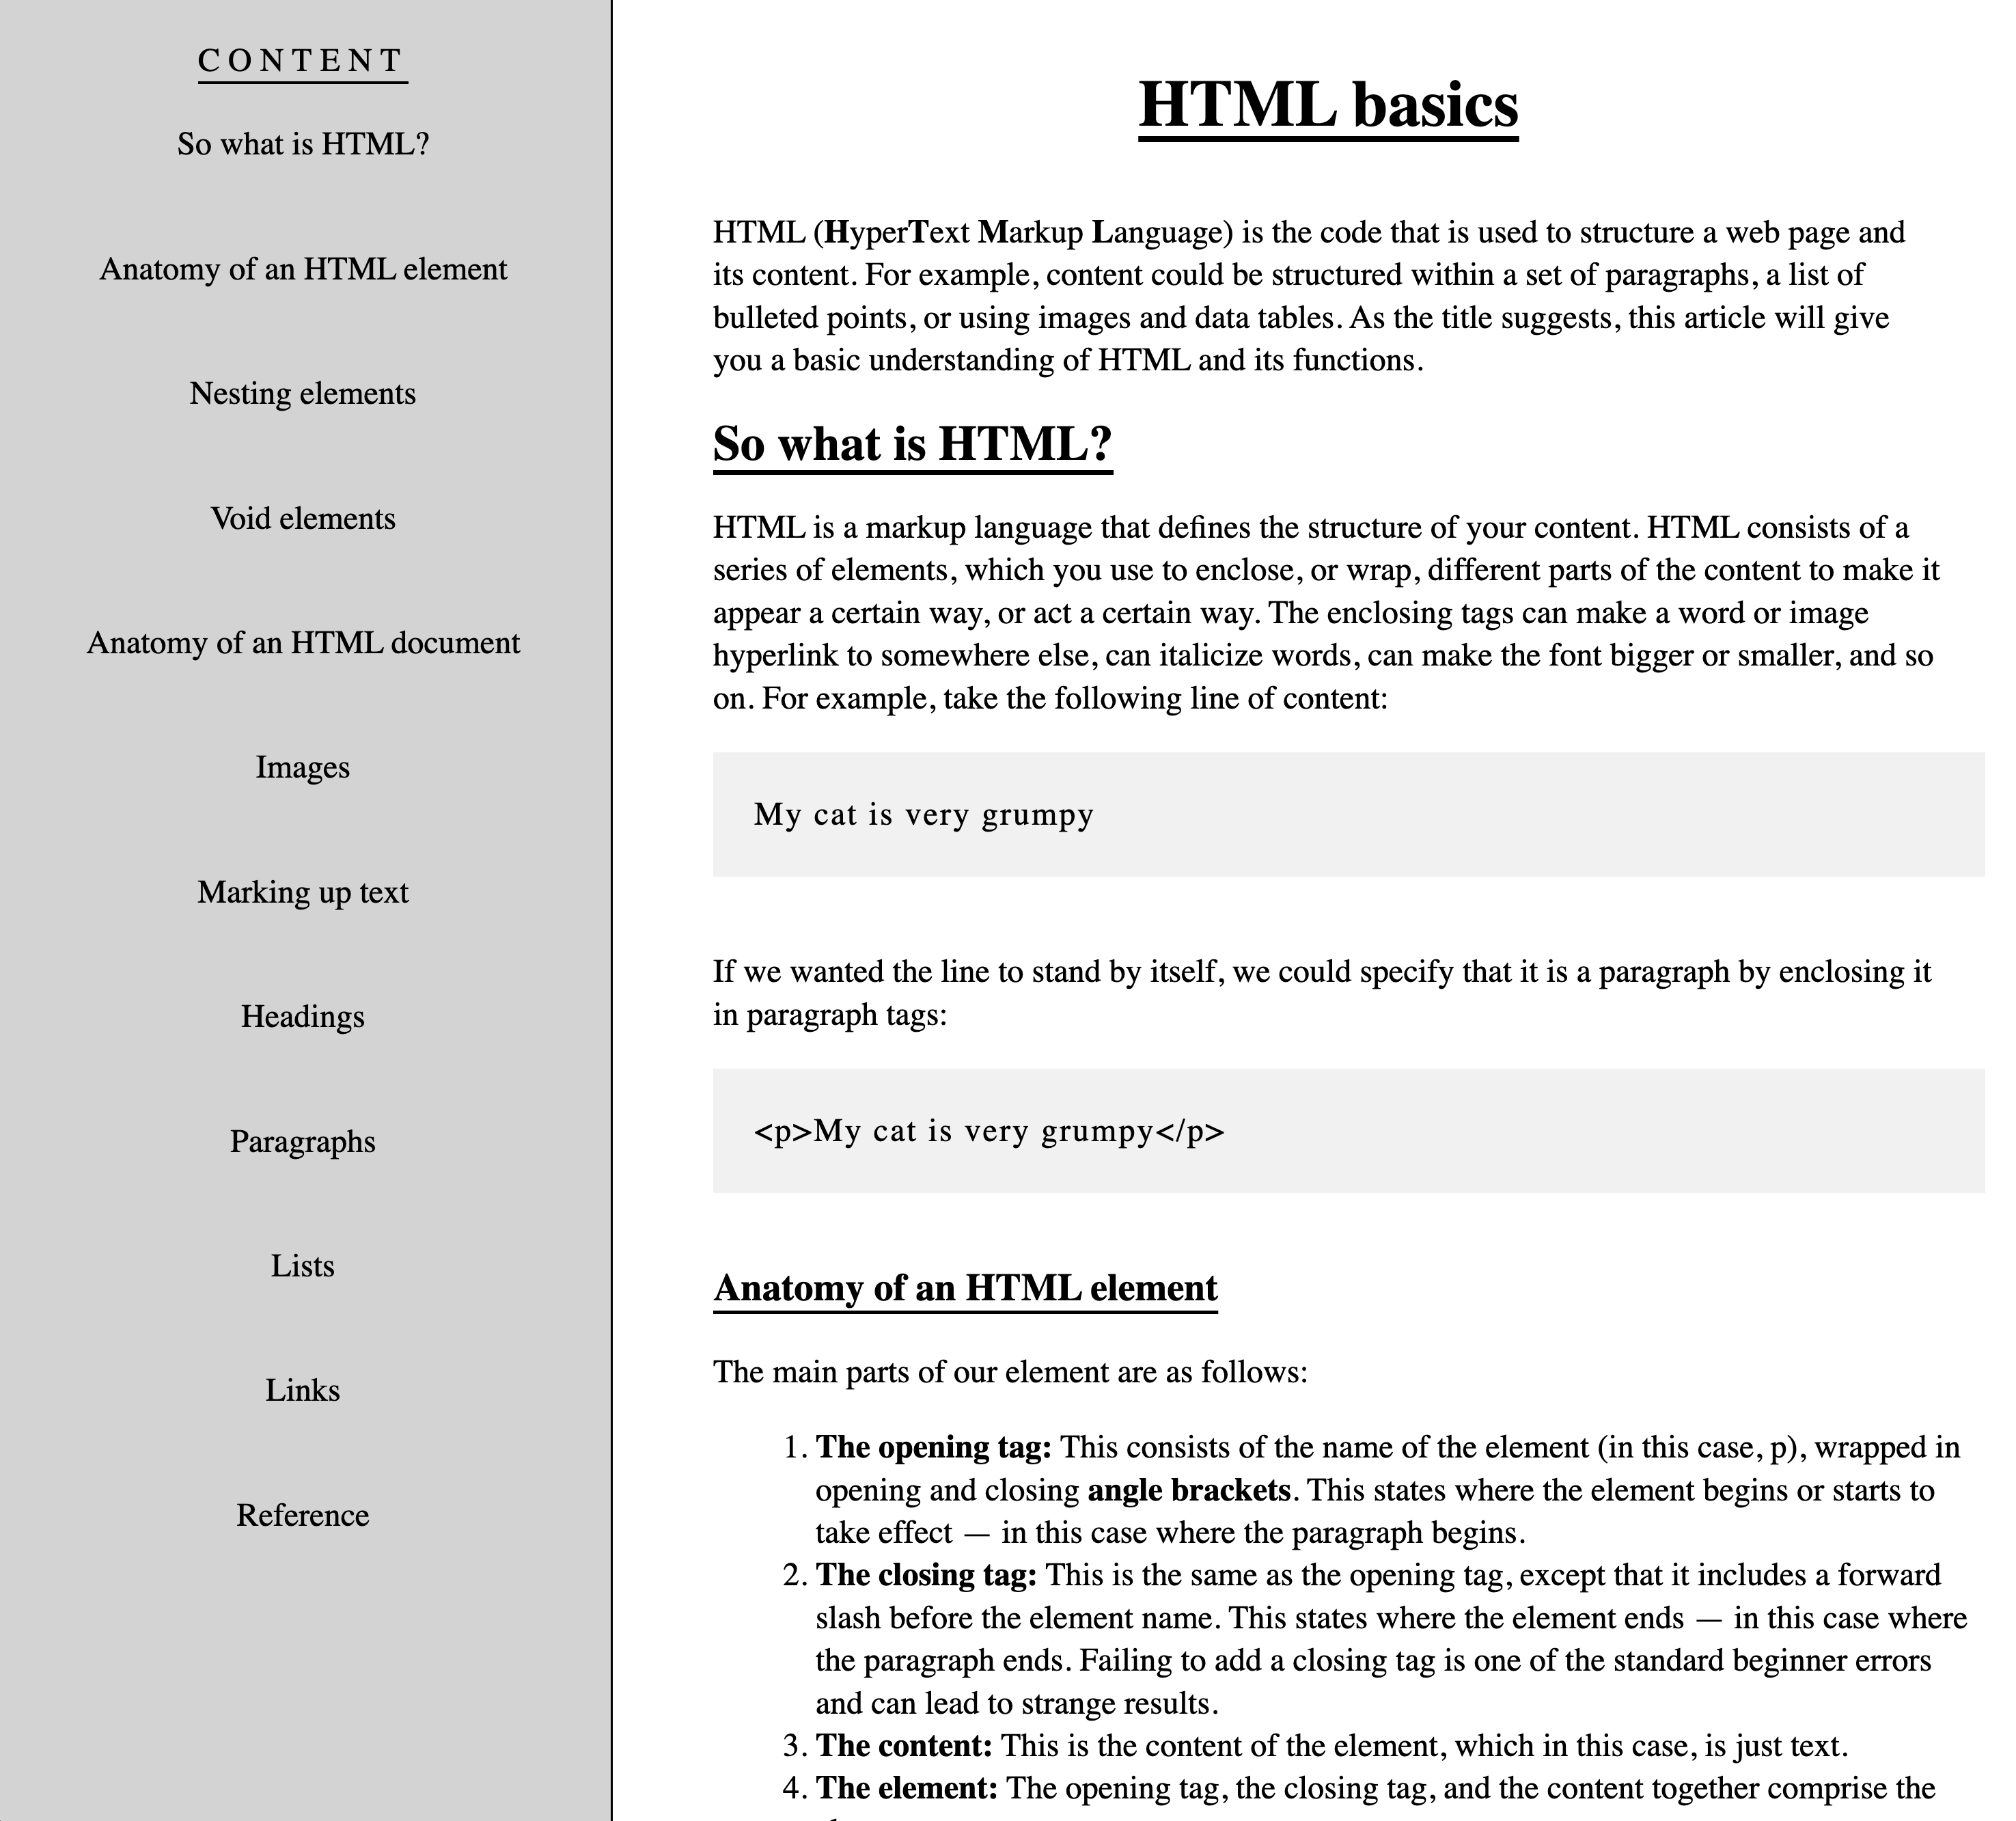 CONTENT
So what is HTML?
Anatomy of an HTML element
Nesting elements
Void elements
Anatomy of an HTML document
Images
Marking up text
Headings
Paragraphs
Lists
Links
Reference
HTML basics
HTML (HyperText Markup Language) is the code that is used to structure a web page and
its content. For example, content could be structured within a set of paragraphs, a list of
bulleted points, or using images and data tables. As the title suggests, this article will give
you a basic understanding of HTML and its functions.
So what is HTML?
HTML is a markup language that defines the structure of your content. HTML consists of a
series of elements, which you use to enclose, or wrap, different parts of the content to make it
appear a certain way, or act a certain way. The enclosing tags can make a word or image
hyperlink to somewhere else, can italicize words, can make the font bigger or smaller, and so
on. For example, take the following line of content:
My cat is very grumpy
If we wanted the line to stand by itself, we could specify that it is a paragraph by enclosing it
in paragraph tags:
<p>My cat is very grumpy</p>
Anatomy of an HTML element
The main parts of our element are as follows:
1. The opening tag: This consists of the name of the element (in this case, p), wrapped in
opening and closing angle brackets. This states where the element begins or starts to
take effect — in this case where the paragraph begins.
2. The closing tag: This is the same as the opening tag, except that it includes a forward
slash before the element name. This states where the element ends — in this case where
the paragraph ends. Failing to add a closing tag is one of the standard beginner errors
and can lead to strange results.
3. The content: This is the content of the element, which in this case, is just text.
4. The element: The opening tag, the closing tag, and the content together comprise the